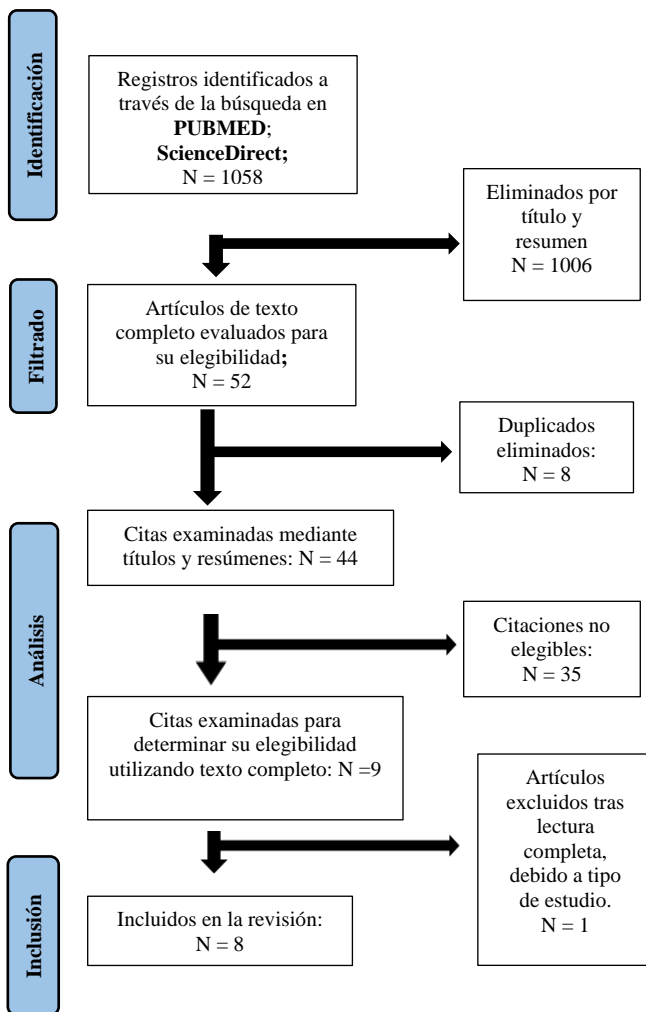 Identificación
Registros identificados a
través de la búsqueda en
PUBMED;
ScienceDirect;
N = 1058
Eliminados por
título y
resumen
N = 1006
Filtrado
Artículos de texto
completo evaluados para
su elegibilidad;
N = 52
Duplicados
eliminados:
N = 8
Análisis
Citas examinadas mediante
títulos y resúmenes: N = 44
Citaciones no
elegibles:
N = 35
Citas examinadas para
determinar su elegibilidad
utilizando texto completo: N =9
Artículos
excluidos tras
lectura
completa,
debido a tipo
de estudio.
N = 1
Inclusión
Incluidos en la revisión:
N = 8